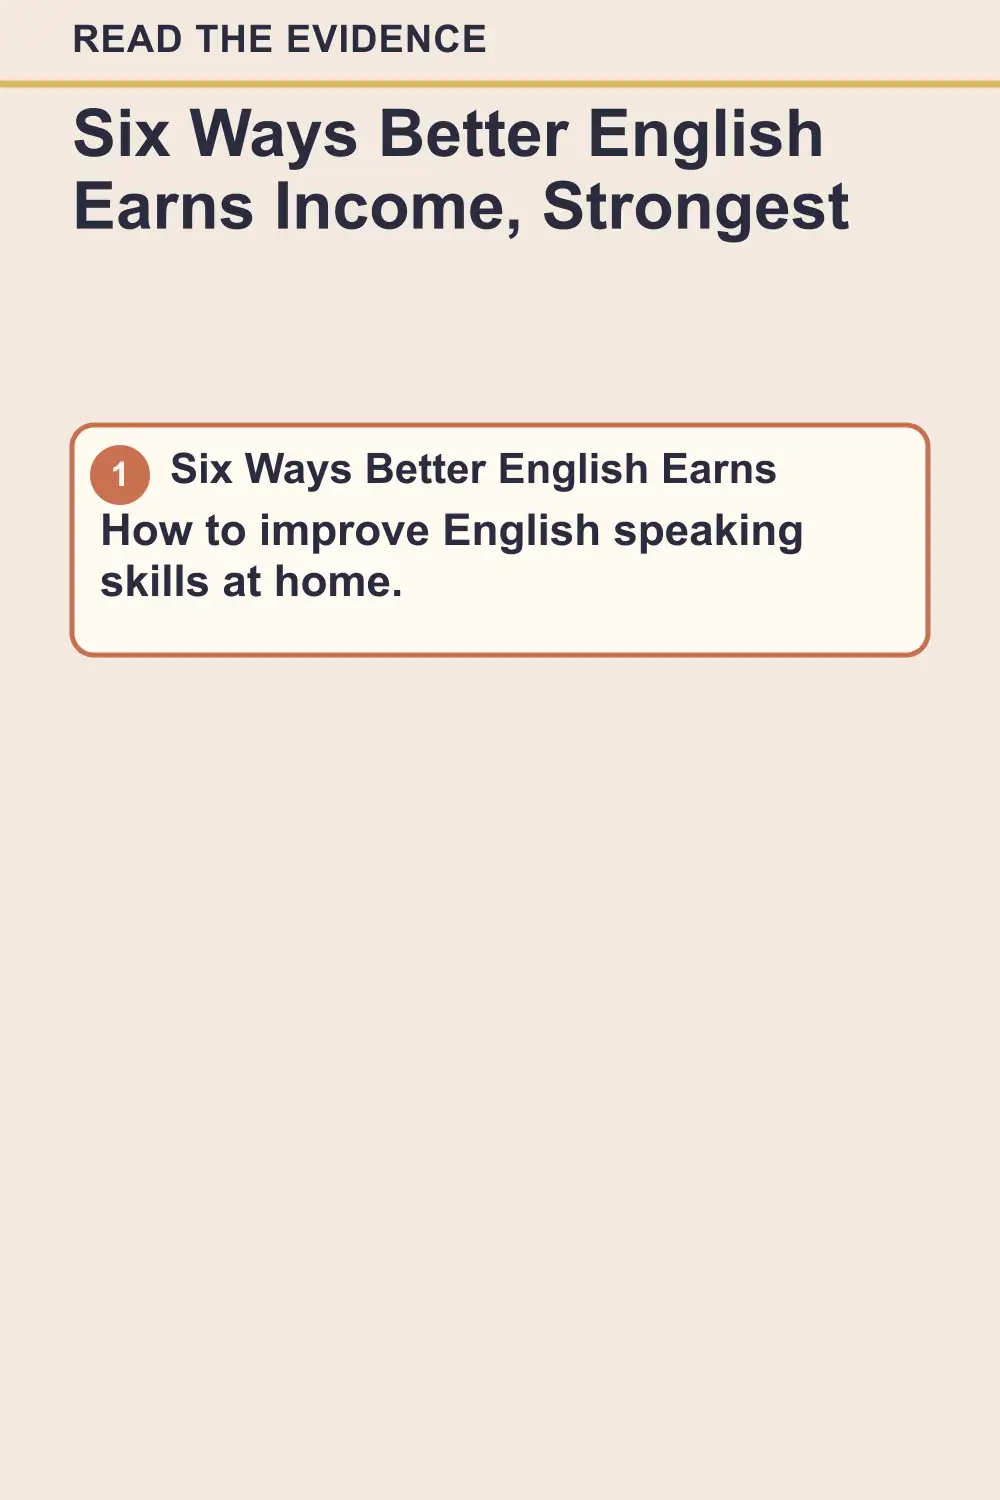 READ THE EVIDENCE
Six Ways Better English
Earns Income, Strongest
1 Six Ways Better English Earns
How to improve English speaking
skills at home.